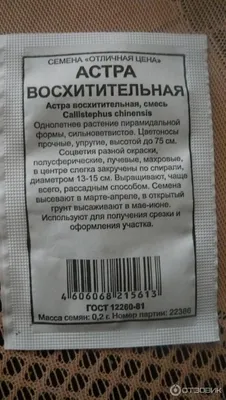 СЕМЕНА «ОТЛИЧНАЯ ЦЕНА»
АСТРА
ВОСХИТИТЕЛЬНАЯ
Астра восхитительная, смесь
Callistephus chinensis
Однолетнее растение пирамидальной
формы, сильноветвистое. Цветоносы
прочные, упругие, высотой до 75 см.
Соцветия разной окраски,
полусферические, лучевые, махровые,
в центре слегка закручены по спирали,
диаметром 13-15 см. Выращивают, чаще
всего, рассадным способом. Семена
высевают в марте-апреле, в открытый
грунт высаживают в мае-июне.
Используют для получения срезки и
оформления участка.
4 606068 215613
ГОСТ 12260-81
Масса семян: 0,2 г. Номер партии: 22386
ОТЗОВИК